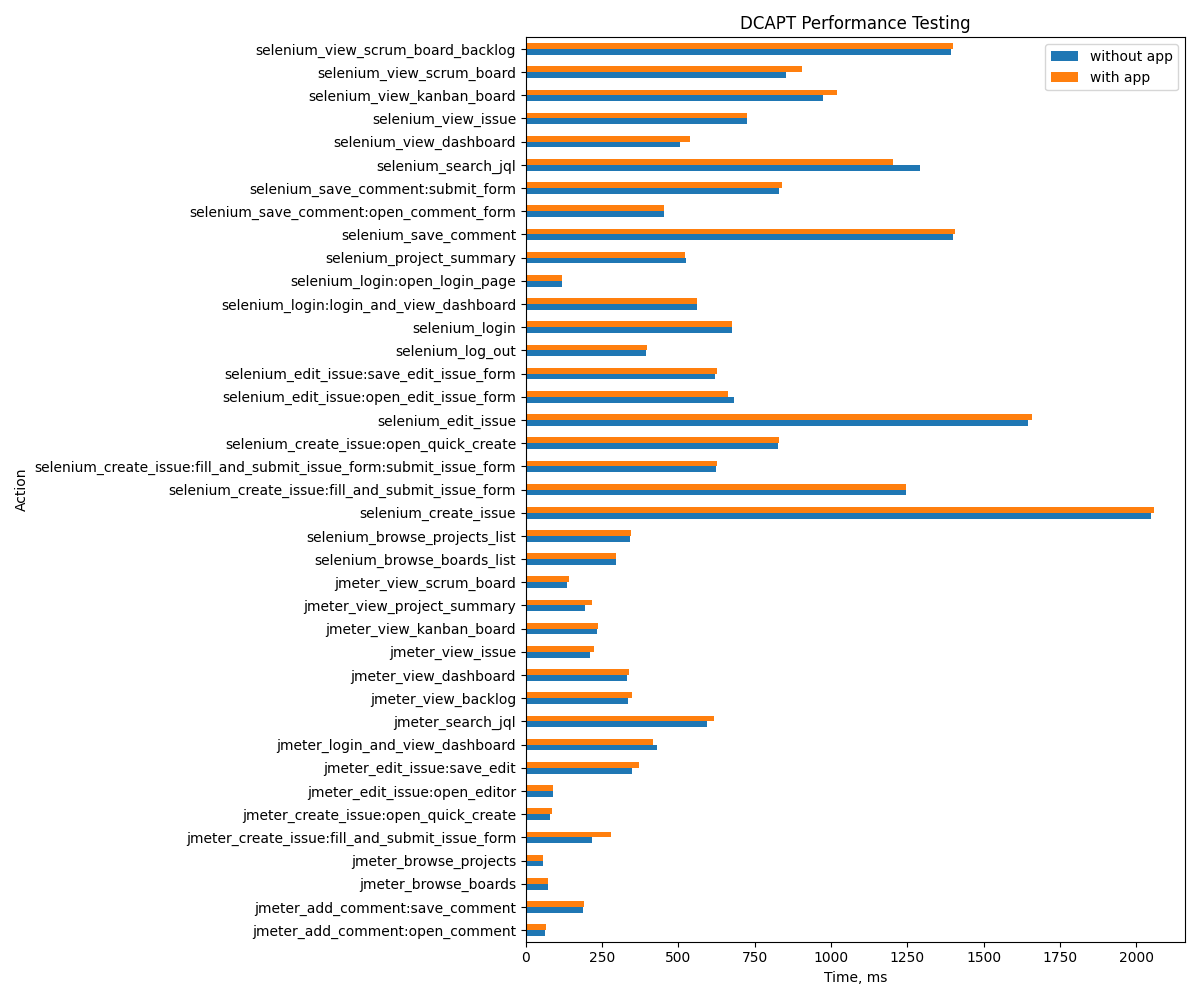 DCAPT Performance Testing
without app
with app
selenium_view_scrum_board_backlog
selenium_view_scrum_board
selenium_view_kanban_board
selenium_view_issue
selenium_view_dashboard
selenium_search_jql
selenium_save_comment:submit_form
selenium_save_comment:open_comment_form
selenium_save_comment
selenium_project_summary
selenium_login:open_login_page
selenium_login:login_and_view_dashboard
selenium_login
selenium_log_out
selenium_edit_issue:save_edit_issue_form
selenium_edit_issue:open_edit_issue_form
selenium_edit_issue
selenium_create_issue:open_quick_create
selenium_create_issue:fill_and_submit_issue_form:submit_issue_form
selenium_create_issue:fill_and_submit_issue_form
selenium_create_issue
selenium_browse_projects_list
selenium_browse_boards_list
jmeter_view_scrum_board
jmeter_view_project_summary
jmeter_view_kanban_board
jmeter_view_issue
jmeter_view_dashboard
jmeter_view_backlog
jmeter_search_jql
jmeter_login_and_view_dashboard
jmeter_edit_issue:save_edit
jmeter_edit_issue:open_editor
jmeter_create_issue:open_quick_create
jmeter_create_issue:fill_and_submit_issue_form
jmeter_browse_projects
jmeter_browse_boards
jmeter_add_comment:save_comment
jmeter_add_comment:open_comment
Action
0 250 500 750 1000 1250 1500 1750 2000
Time, ms